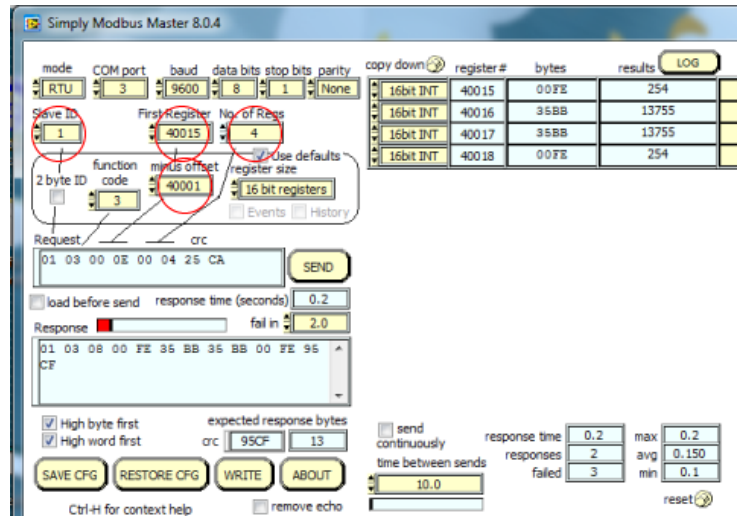 Simply Modbus Master 8.0.4
mode COM port baud data bits stop bits parity
RTU 3 9600 8 1 None
Slave ID First Register No. of Regs
1 40015 4
Use defaults
2 byte ID function code minus offset register size
3 40001 16 bit registers
Events History
Request crc
01 03 00 0E 00 04 25 CA
SEND
load before send response time (seconds) 0.2
Response fail in 2.0
01 03 08 00 FE 35 BB 35 BB 00 FE 95
CF
High byte first expected response bytes
High word first crc 95CF 13
SAVE CFG RESTORE CFG WRITE ABOUT
Ctrl-H for context help remove echo
copy down register# bytes results LOG
16bit INT 40015 00FE 254
16bit INT 40016 35BB 13755
16bit INT 40017 35BB 13755
16bit INT 40018 00FE 254
send continuously
time between sends
10.0
response time 0.2 max 0.2
responses 2 avg 0.150
failed 3 min 0.1
reset